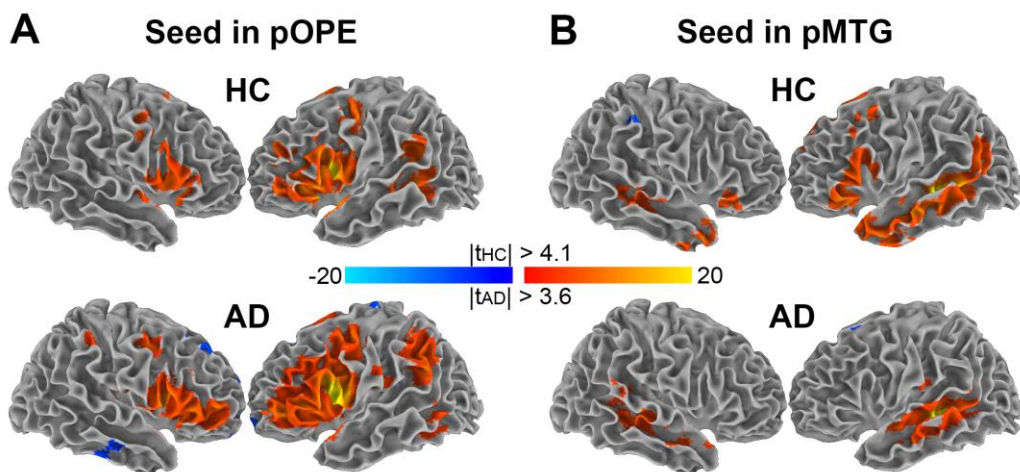 A Seed in pOPE
B Seed in pMTG
HC
HC
|tHC| > 4.1
-20 20
|tAD| > 3.6
AD
AD